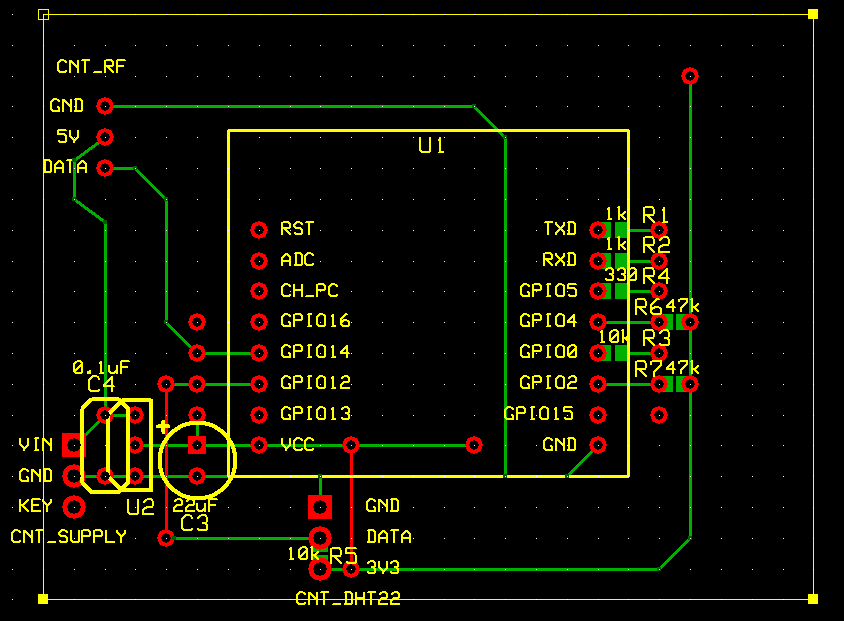 CNT_RF
GND
5V
U1
DATA
1k R1
RST TXD
1k R2
ADC RXD
330 R4
CH_PC GPIO5
R6 47k
GPIO16 GPIO4
10k R3
GPIO14 GPIO0
0.1uF R7 47k
C4 GPIO12 GPIO2
GPIO13 GPIO15
+
VIN VCC GND
GND
KEY U2 22uF GND
C3
CNT_SUPPLY DATA
10k R5
3V3
CNT_DHT22